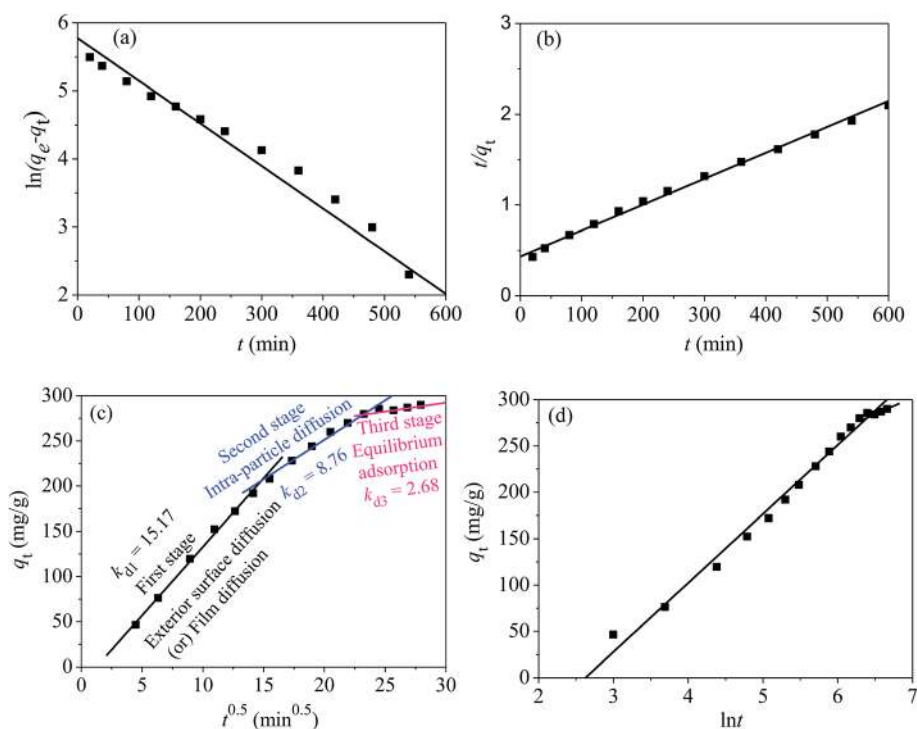 (a)
6
5
4
3
2
ln(qe-qt)
0 100 200 300 400 500 600
t (min)
(b)
3
2
1
0
t/qt
0 100 200 300 400 500 600
t (min)
(c)
300
250
200
150
100
50
0
qt (mg/g)
kd1 = 15.17
First stage
Exterior surface diffusion
(or) Film diffusion
Second stage
Intra-particle diffusion
kd2 = 8.76
Third stage
Equilibrium
adsorption
kd3 = 2.68
0 5 10 15 20 25 30
t^0.5 (min^0.5)
(d)
300
250
200
150
100
50
0
qt (mg/g)
2 3 4 5 6 7
lnt